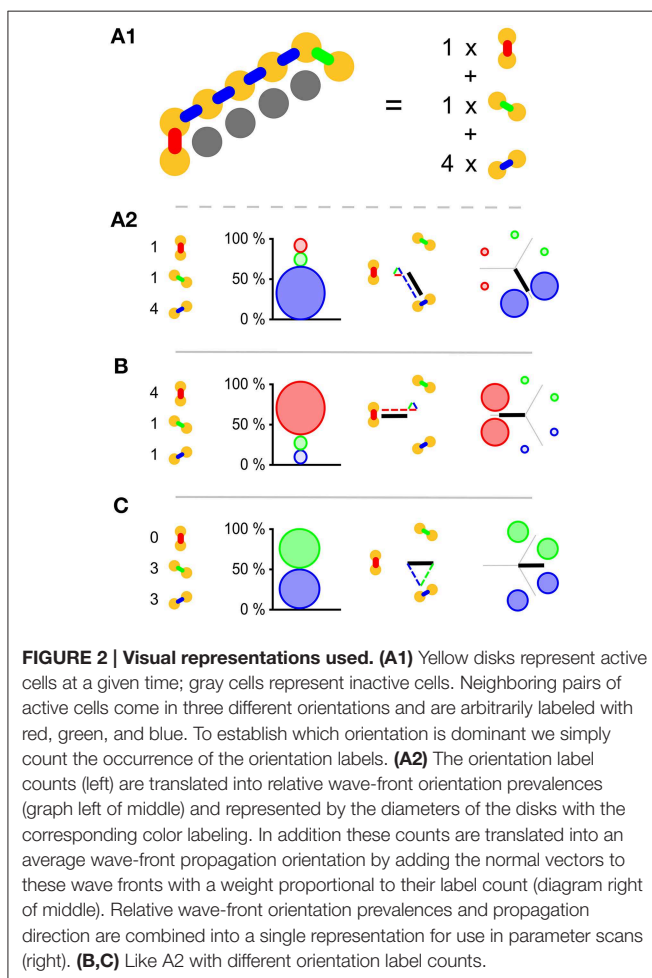 A1
1 x
+
1 x
+
4 x
A2
1
1
4
100 %
50 %
0 %
B
4
1
1
100 %
50 %
0 %
C
0
3
3
100 %
50 %
0 %
FIGURE 2 | Visual representations used. (A1) Yellow disks represent active
cells at a given time; gray cells represent inactive cells. Neighboring pairs of
active cells come in three different orientations and are arbitrarily labeled with
red, green, and blue. To establish which orientation is dominant we simply
count the occurrence of the orientation labels. (A2) The orientation label
counts (left) are translated into relative wave-front orientation prevalences
(graph left of middle) and represented by the diameters of the disks with the
corresponding color labeling. In addition these counts are translated into an
average wave-front propagation orientation by adding the normal vectors to
these wave fronts with a weight proportional to their label count (diagram right
of middle). Relative wave-front orientation prevalences and propagation
direction are combined into a single representation for use in parameter scans
(right). (B,C) Like A2 with different orientation label counts.